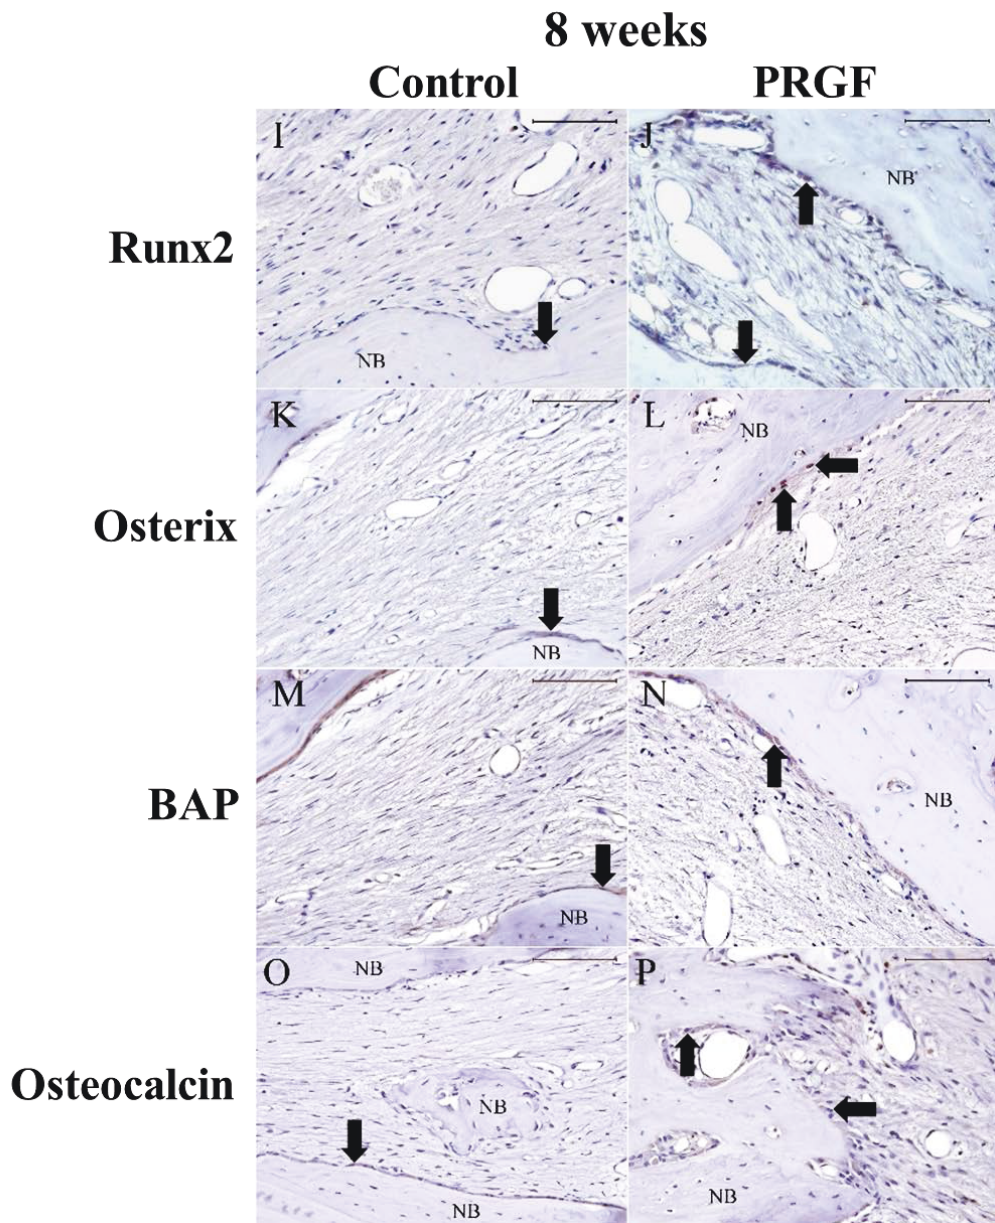 8 weeks
Control PRGF
Runx2
I NB
J NB
Osterix
K NB
L NB
BAP
M NB
N NB
Osteocalcin
O NB NB NB
P NB